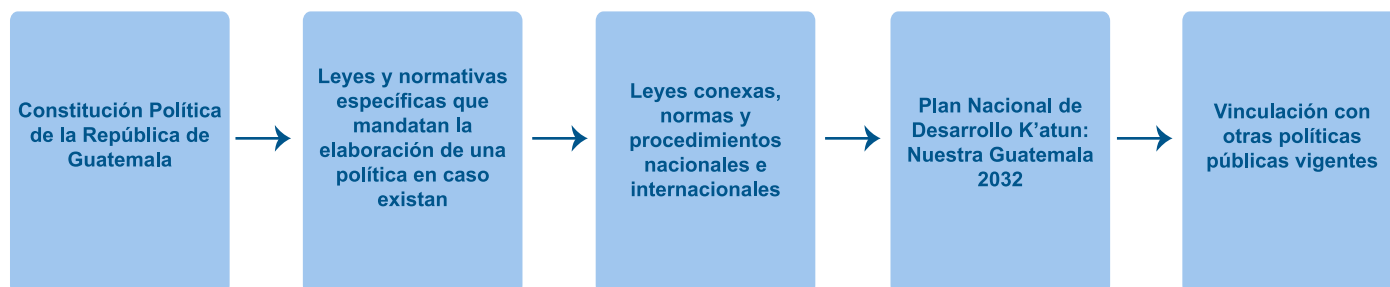 Constitución Política
de la República de
Guatemala
Leyes y normativas
específicas que
mandatan la
elaboración de una
política en caso
existan
Leyes conexas,
normas y
procedimientos
nacionales e
internacionales
Plan Nacional de
Desarrollo K’atun:
Nuestra Guatemala
2032
Vinculación con
otras políticas
públicas vigentes